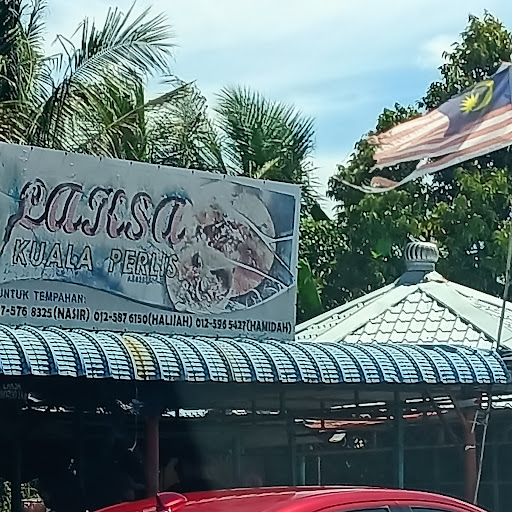 LAKSA
KUALA PERLIS
UNTUK TEMPAHAN:
7-576 8325(NASIR) 012-587 6150(HALIJAH) 012-596 5427(HAMIDAH)